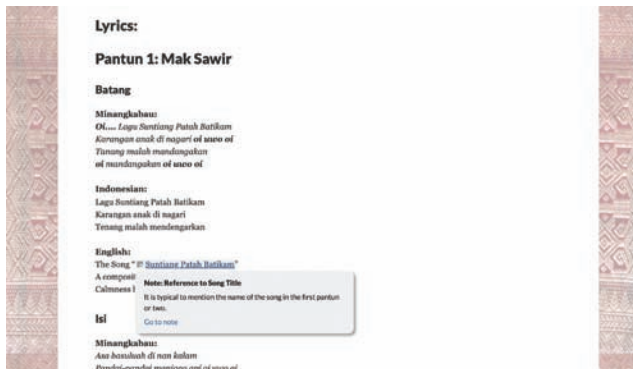 Lyrics:
Pantun 1: Mak Sawir
Batang
Minangkabau:
Oi.... Lagu Suntiang Patah Batikam
Karangan anak di nagari oi uwo oi
Tanang malah mandangakan
oi mandangakan oi uwo oi
Indonesian:
Lagu Suntiang Patah Batikam
Karangan anak di nagari
Tenang malah mendengarkan
English:
The Song "Suntiang Patah Batikam"
A composit
Calmness
Note: Reference to Song Title
It is typical to mention the name of the song in the first pantun
or two.
Go to note
Isi
Minangkabau:
Asa basuluah di nan kalam